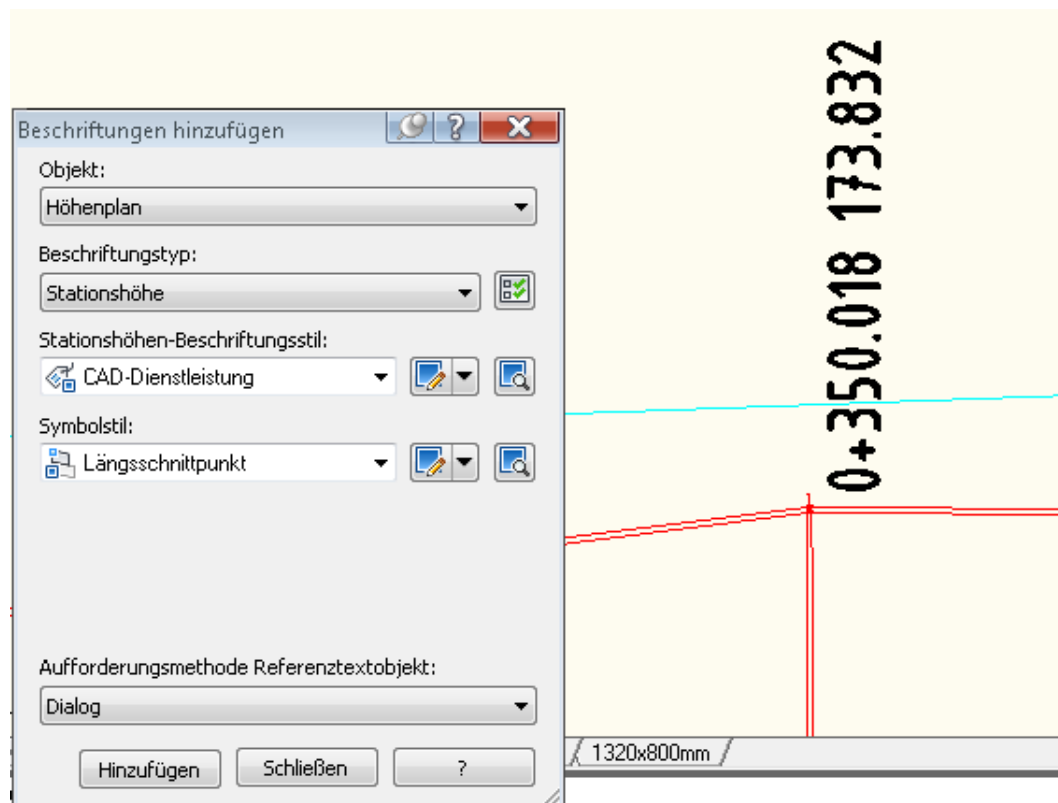 Beschriftungen hinzufügen
?
Objekt:
Höhenplan
Beschriftungstyp:
Stationshöhe
Stationshöhen-Beschriftungsstil:
CAD-Dienstleistung
Symbolstil:
Längsschnittpunkt
Aufforderungsmethode Referenztextobjekt:
Dialog
Hinzufügen
Schließen
?
0+350.018 173.832
1320x800mm